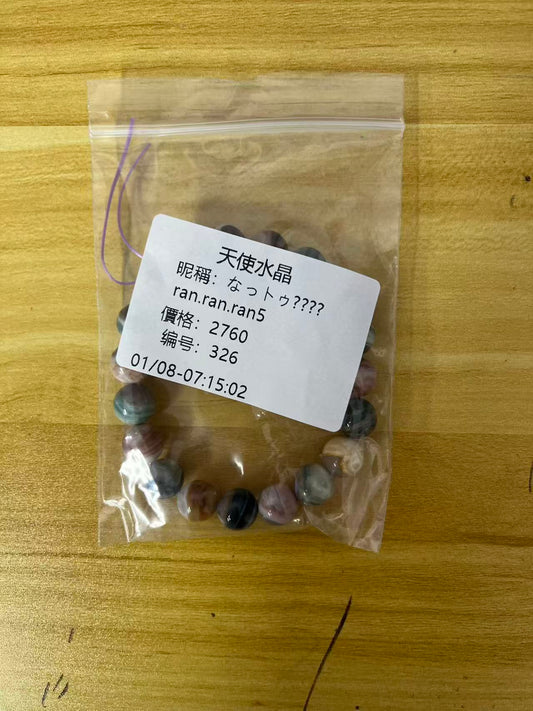 天使水晶
昵稱: なっトゥ????
ran.ran.ran5
價格: 2760
编号: 326
01/08-07:15:02